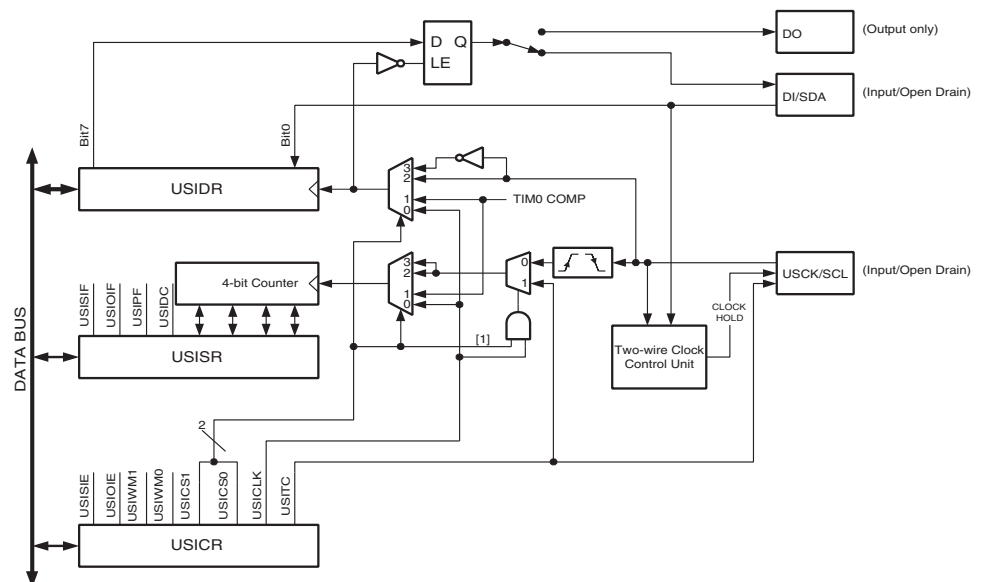 DO
(Output only)
D Q
LE
DI/SDA
(Input/Open Drain)
Bit7
Bit0
USIDR
3
2
1
0
TIM0 COMP
3
2
1
0
0
1
USCK/SCL
(Input/Open Drain)
4-bit Counter
USISIF
USIOIF
USIPF
USIDC
CLOCK
HOLD
[1]
Two-wire Clock
Control Unit
USISR
DATA BUS
2
USISIE
USIOIE
USIWM1
USIWM0
USICS1
USICS0
USICLK
USITC
USICR